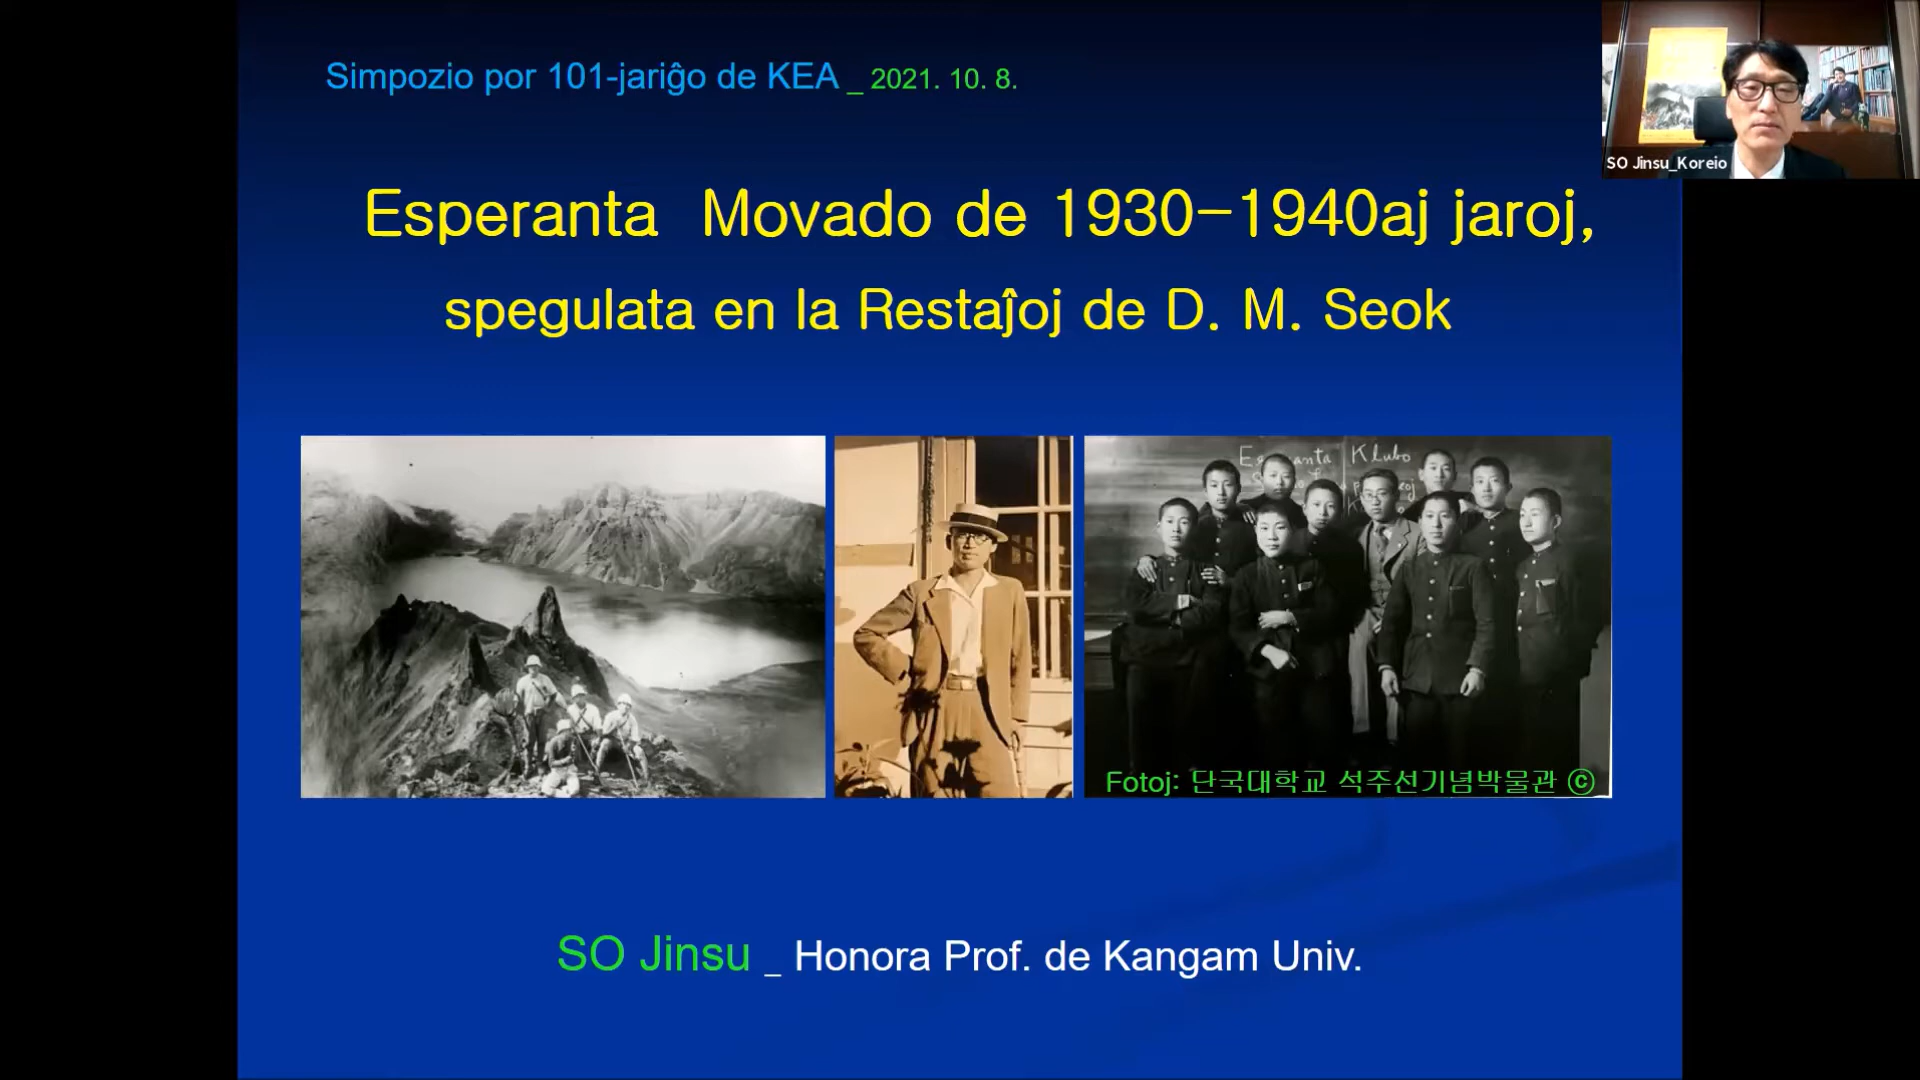 Simpozio por 101-jariĝo de KEA _ 2021. 10. 8.
SO Jinsu_Koreio
Esperanta Movado de 1930-1940aj jaroj,
spegulata en la Restaĵoj de D. M. Seok
Klubo
Fotoj: 단국대학교 석주선기념박물관 ⓒ
SO Jinsu _ Honora Prof. de Kangam Univ.